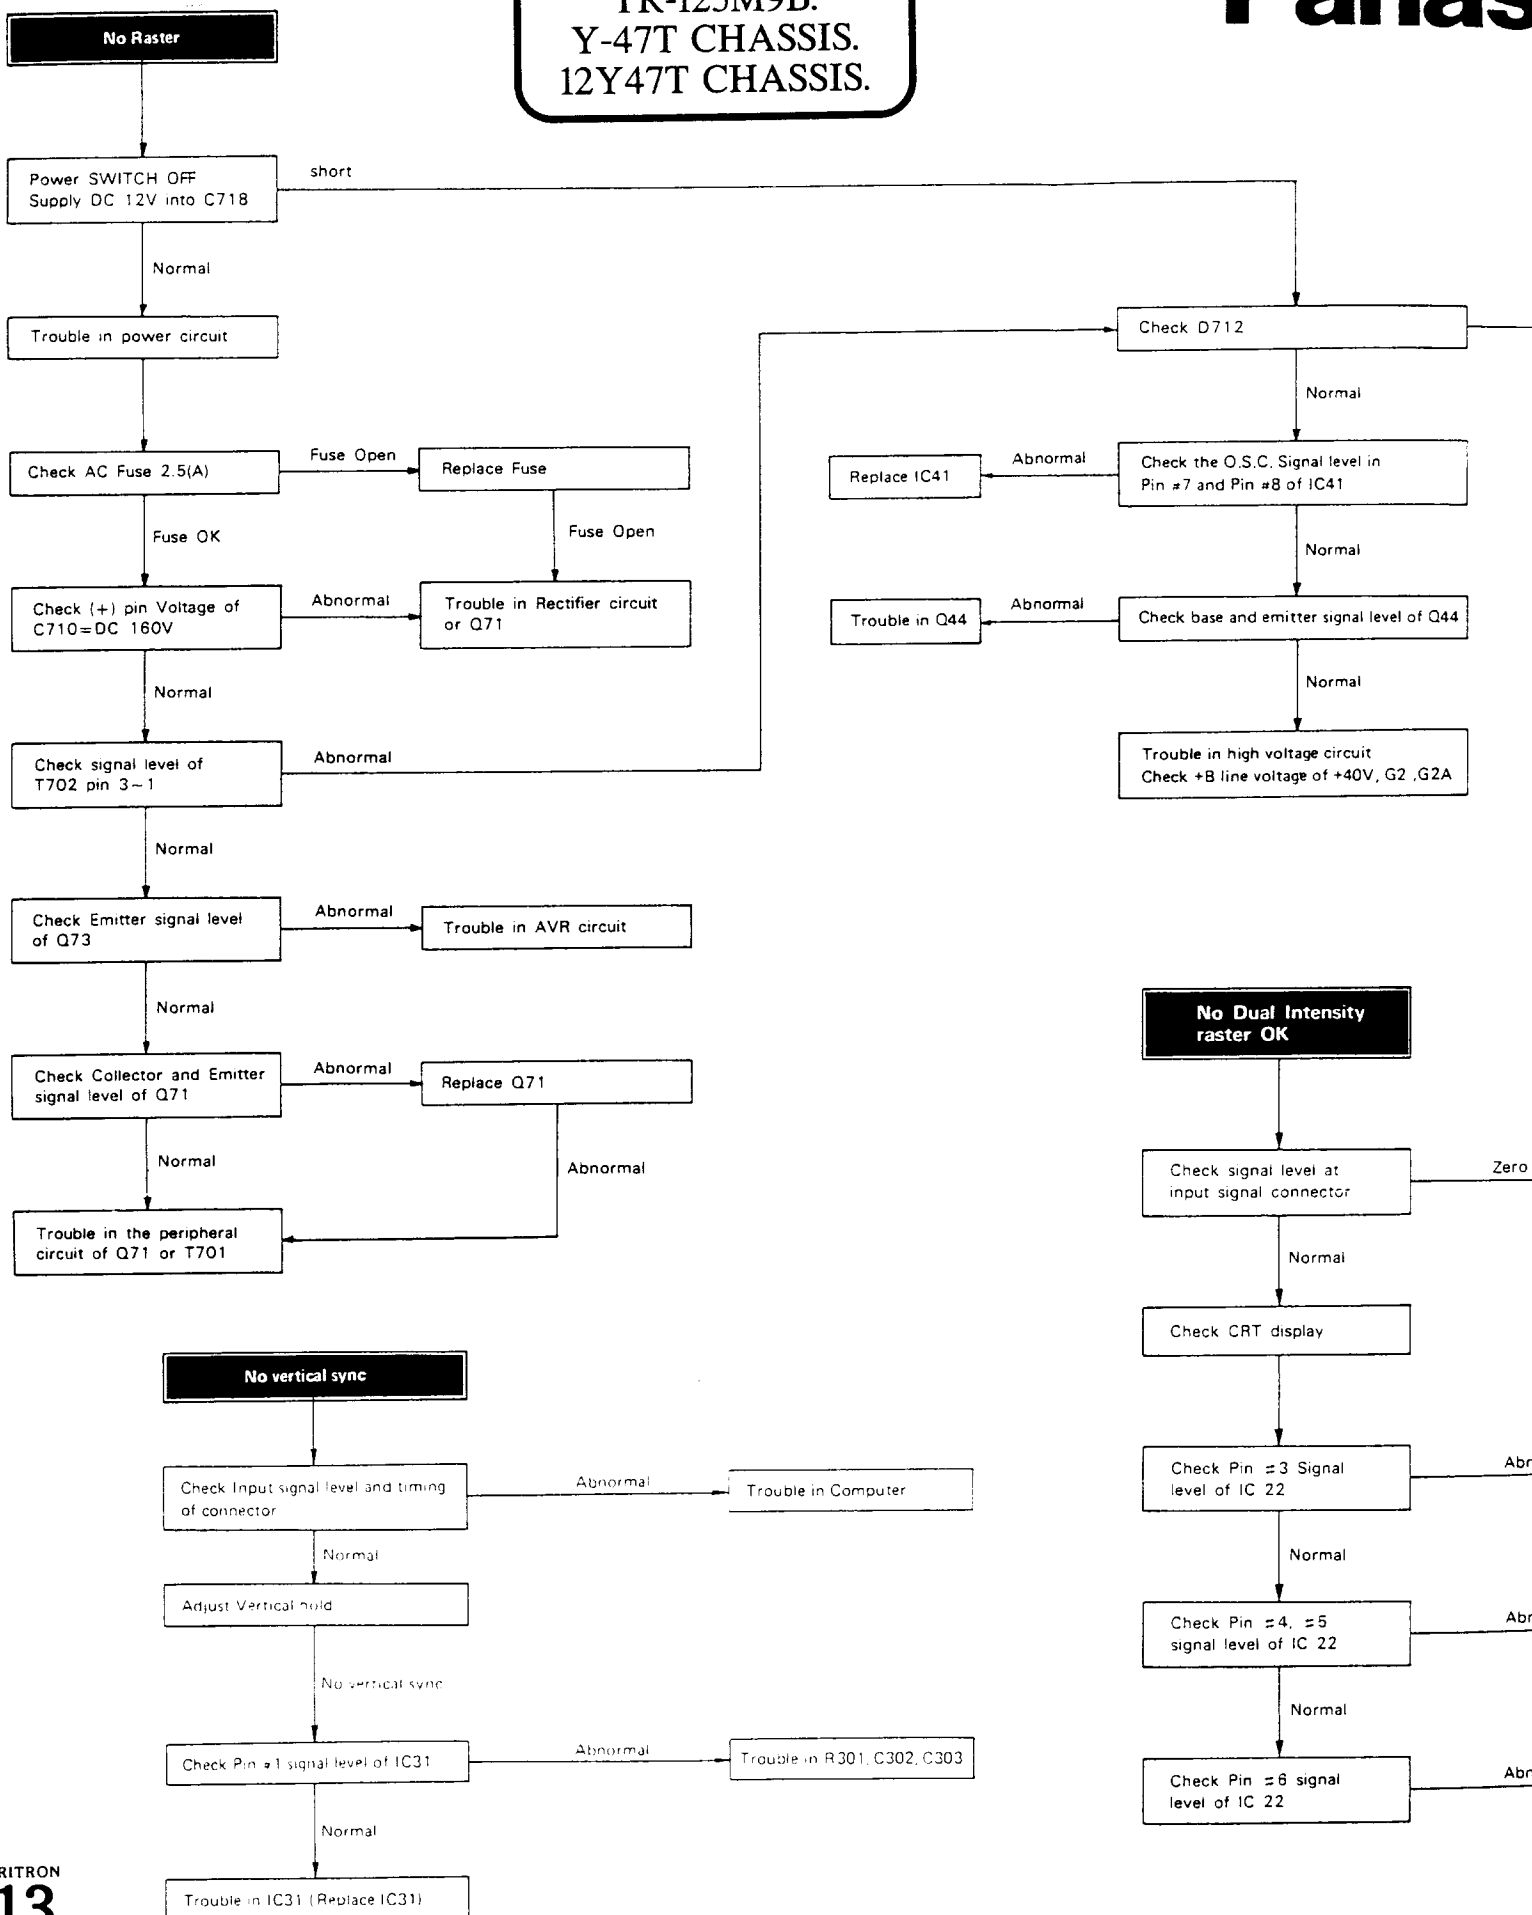 TR-125M9B.
Y-47T CHASSIS.
12Y47T CHASSIS.
Panas
No Raster
Power SWITCH OFF
Supply DC 12V into C718
short
Normal
Trouble in power circuit
Check AC Fuse 2.5(A)
Fuse Open
Replace Fuse
Fuse OK
Fuse Open
Check (+) pin Voltage of
C710=DC 160V
Abnormal
Trouble in Rectifier circuit
or Q71
Normal
Check signal level of
T702 pin 3~1
Abnormal
Normal
Check Emitter signal level
of Q73
Abnormal
Trouble in AVR circuit
Normal
Check Collector and Emitter
signal level of Q71
Abnormal
Replace Q71
Normal
Abnormal
Trouble in the peripheral
circuit of Q71 or T701
Check D712
Normal
Check the O.S.C. Signal level in
Pin #7 and Pin #8 of IC41
Abnormal
Replace IC41
Normal
Check base and emitter signal level of Q44
Abnormal
Trouble in Q44
Normal
Trouble in high voltage circuit
Check +B line voltage of +40V, G2 ,G2A
No Dual Intensity
raster OK
Check signal level at
input signal connector
Zero
Normal
Check CRT display
Check Pin #3 Signal
level of IC 22
Abn
Normal
Check Pin #4, #5
signal level of IC 22
Abn
Normal
Check Pin #6 signal
level of IC 22
Abn
No vertical sync
Check Input signal level and timing
of connector
Abnormal
Trouble in Computer
Normal
Adjust Vertical hold
No vertical sync
Check Pin #1 signal level of IC31
Abnormal
Trouble in R301, C302, C303
Normal
Trouble in IC31 (Replace IC31)
RITRON
13